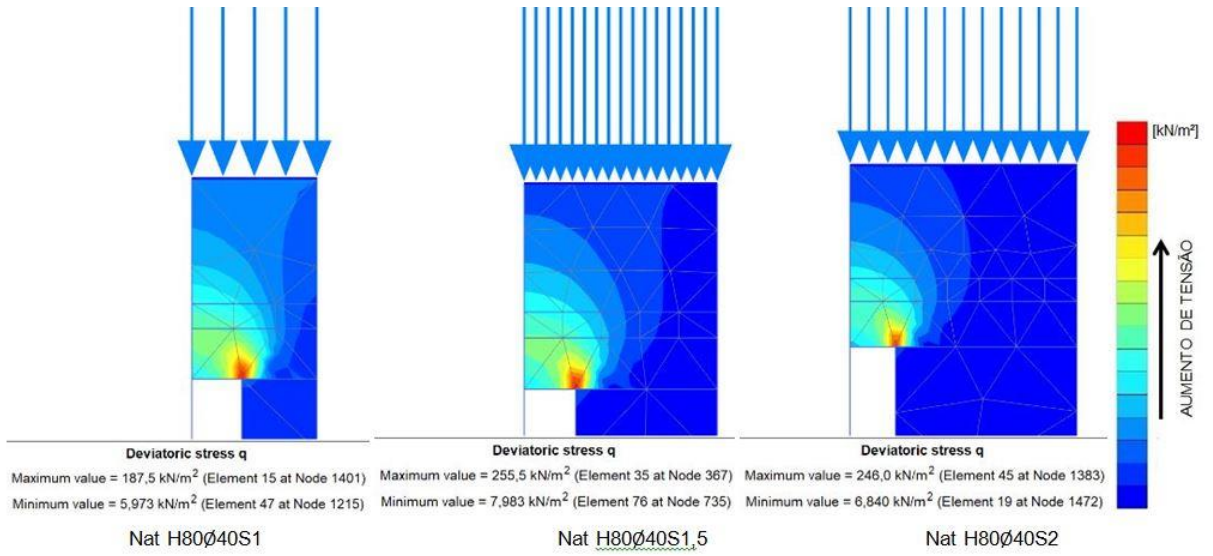 [kN/m²]
AUMENTO DE TENSÃO
Deviatoric stress q
Maximum value = 187,5 kN/m² (Element 15 at Node 1401)
Minimum value = 5,973 kN/m² (Element 47 at Node 1215)
Nat H80Ø40S1
Deviatoric stress q
Maximum value = 255,5 kN/m² (Element 35 at Node 367)
Minimum value = 7,983 kN/m² (Element 76 at Node 735)
Nat H80Ø40S1,5
Deviatoric stress q
Maximum value = 246,0 kN/m² (Element 45 at Node 1383)
Minimum value = 6,840 kN/m² (Element 19 at Node 1472)
Nat H80Ø40S2